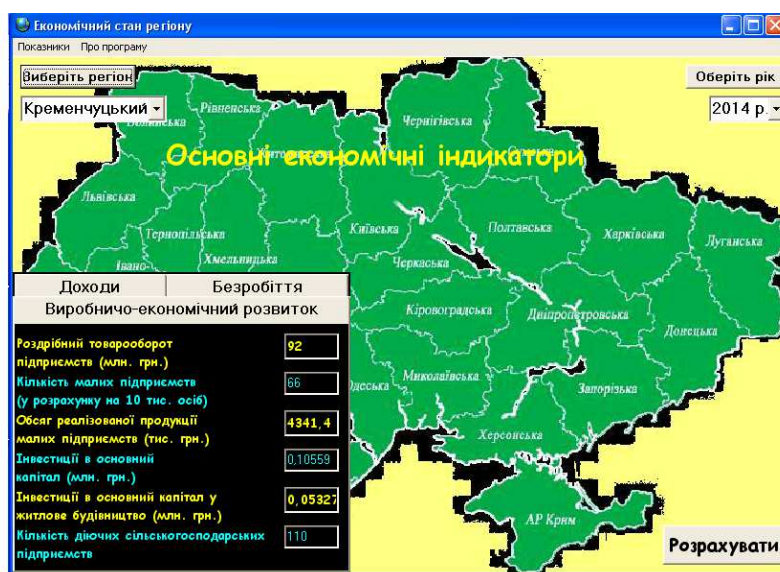 Економічний стан регіону
Показники Про програму
Виберіть регіон
Оберіть рік
Кременчуцький
2014 р.
Рівненська
Чернігівська
Основні економічні індикатори
Львівська
Тернопільська
Хмельницька
Київська
Полтавська
Харківська
Луганська
Івано-
Черкаська
Кіровоградська
Дніпропетровська
Донецька
Миколаївська
Запорізька
Херсонська
АР Крим
Доходи
Безробіття
Виробничо-економічний розвиток
Роздрібний товарооборот
підприємств (млн. грн.)
92
Кількість малих підприємств
(у розрахунку на 10 тис. осіб)
66
Обсяг реалізованої продукції
малих підприємств (тис. грн.)
4341,4
Інвестиції в основний
капітал (млн. грн.)
0,10559
Інвестиції в основний капітал у
житлове будівництво (млн. грн.)
0,05327
Кількість діючих сільськогосподарських
підприємств
110
Розрахувати